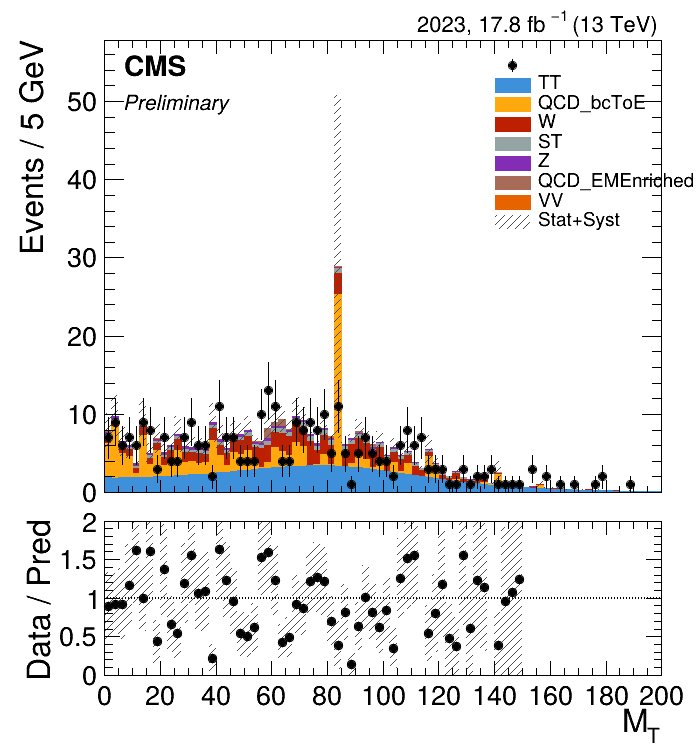 2023, 17.8 fb⁻¹ (13 TeV)
Events / 5 GeV
CMS
Preliminary
TT
QCD_bcToE
W
ST
Z
QCD_EMEnriched
VV
Stat+Syst
50
40
30
20
10
0
Data / Pred
2
1.5
1
0.5
0
0 20 40 60 80 100 120 140 160 180 200
M_T